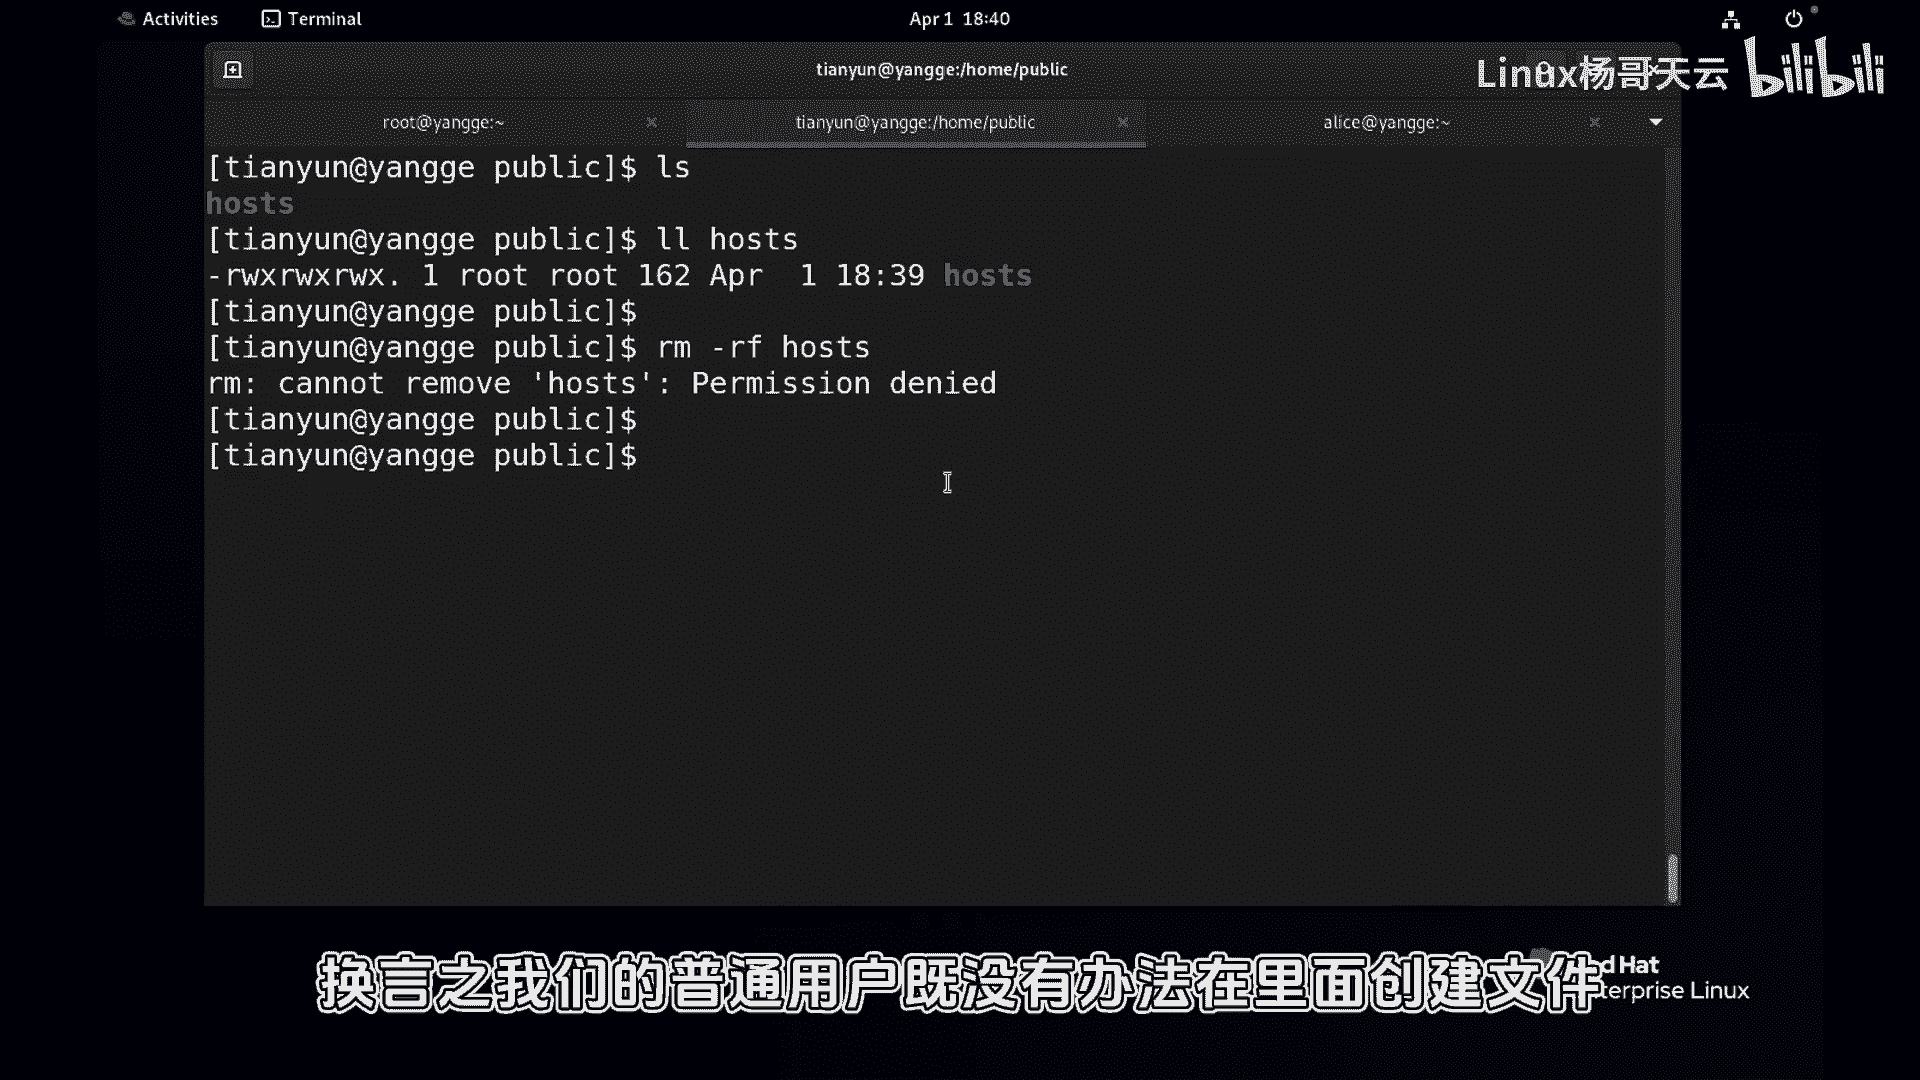 Activities Terminal Apr 1 18:40
tianyun@yangge:/home/public
Linux杨哥天云 bilibili
root@yangge:~ tianyun@yangge:/home/public alice@yangge:~
[tianyun@yangge public]$ ls
hosts
[tianyun@yangge public]$ ll hosts
-rwxrwxrwx. 1 root root 162 Apr  1 18:39 hosts
[tianyun@yangge public]$
[tianyun@yangge public]$ rm -rf hosts
rm: cannot remove 'hosts': Permission denied
[tianyun@yangge public]$
[tianyun@yangge public]$
换言之我们的普通用户既没有办法在里面创建文件
Hat
Linux